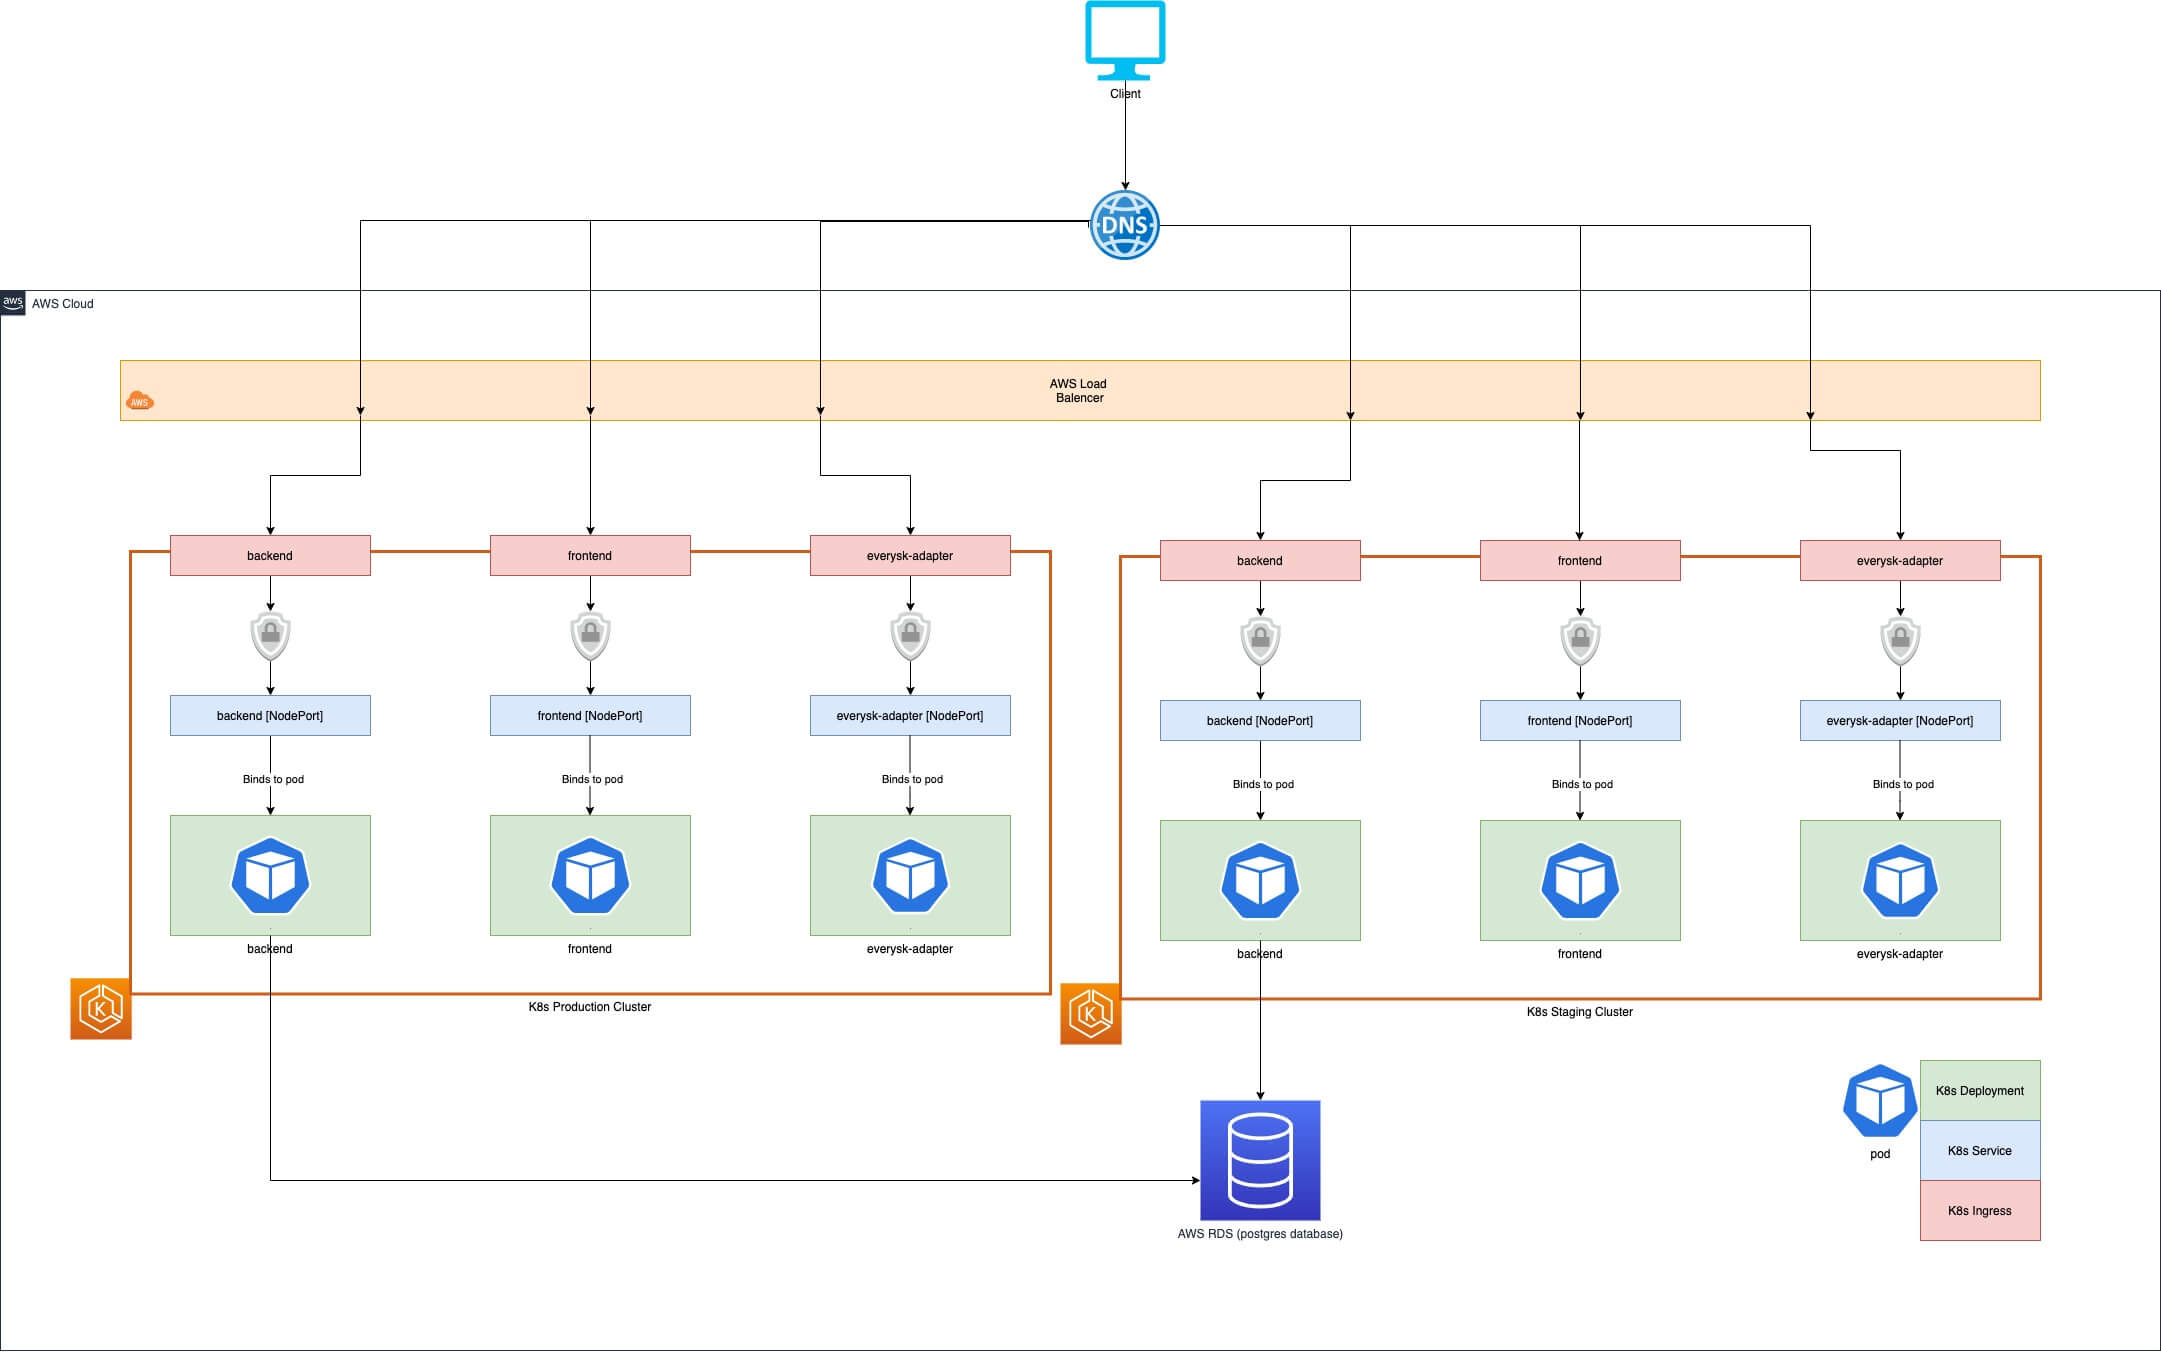 Client
DNS
aws
AWS Cloud
AWS Load
Balencer
AWS
backend
frontend
everysk-adapter
backend
frontend
everysk-adapter
backend [NodePort]
frontend [NodePort]
everysk-adapter [NodePort]
backend [NodePort]
frontend [NodePort]
everysk-adapter [NodePort]
Binds to pod
Binds to pod
Binds to pod
Binds to pod
Binds to pod
Binds to pod
backend
frontend
everysk-adapter
backend
frontend
everysk-adapter
K
K8s Production Cluster
K
K8s Staging Cluster
K8s Deployment
pod
K8s Service
K8s Ingress
AWS RDS (postgres database)